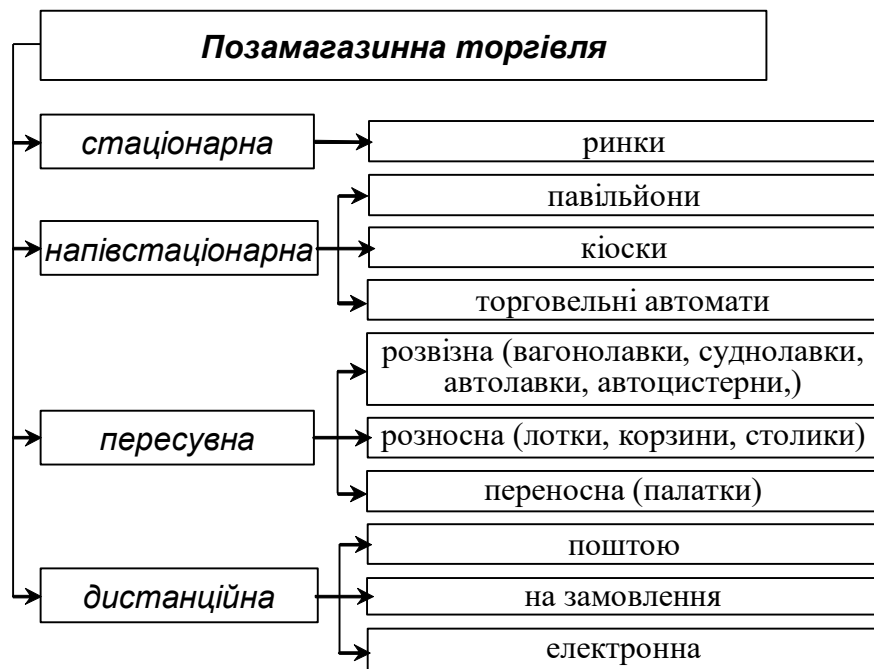 Позамагазинна торгівля
стаціонарна
ринки
напівстаціонарна
павільйони
кіоски
торговельні автомати
пересувна
розвізна (вагонолавки, суднолавки,
автолавки, автоцистерни,)
розносна (лотки, корзини, столики)
переносна (палатки)
дистанційна
поштою
на замовлення
електронна